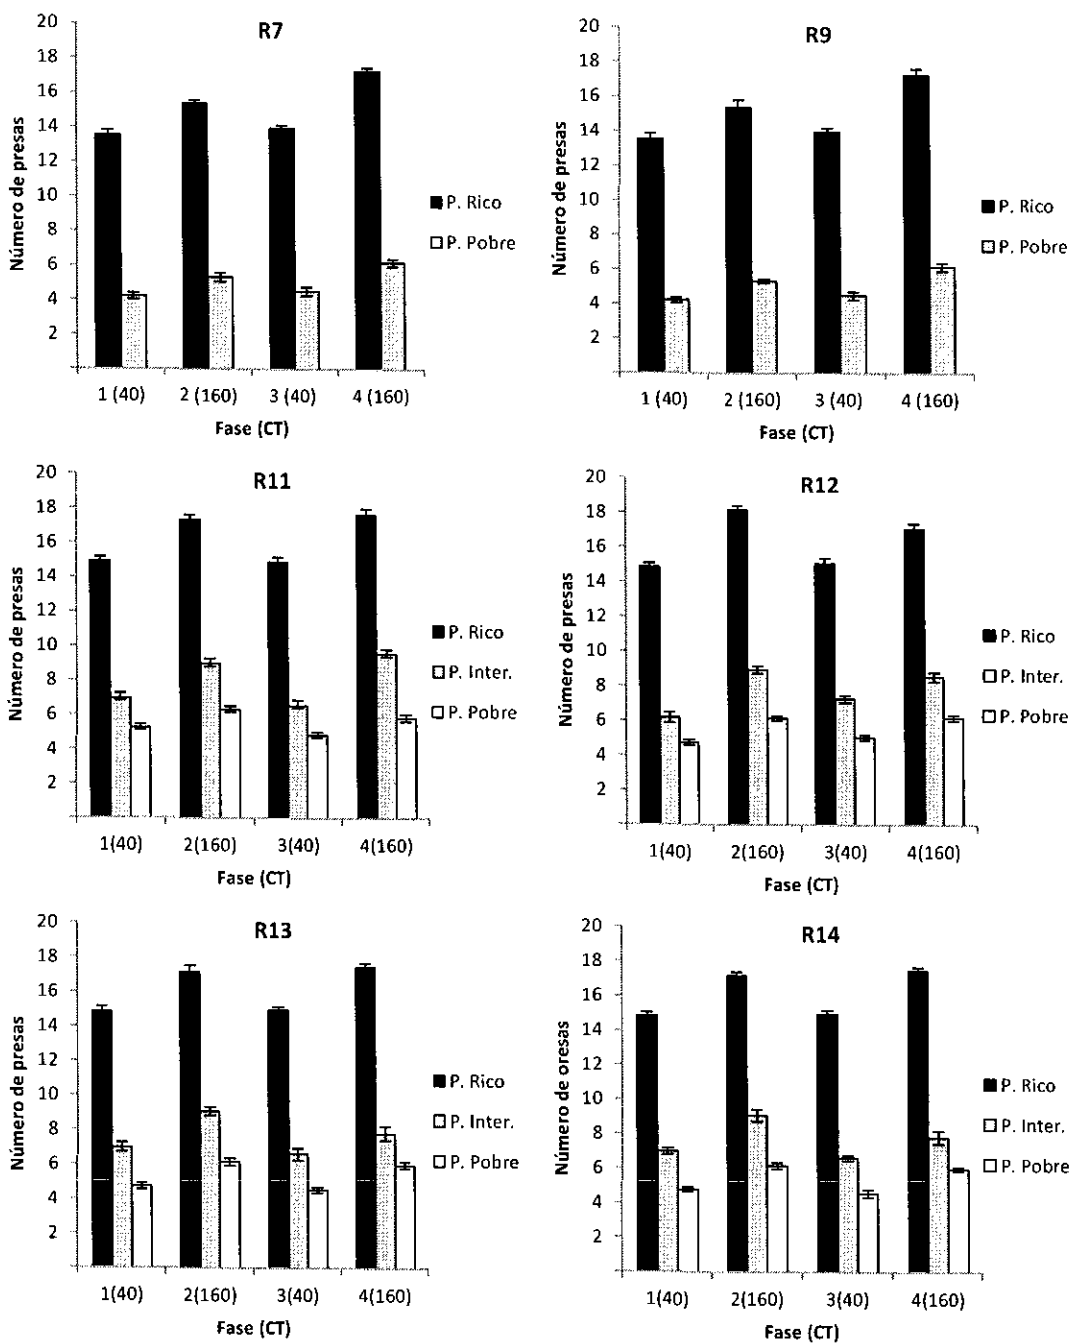 R7
20
18
16
14
12
10
8
6
4
2
Número de presas
P. Rico
P. Pobre
1 (40) 2 (160) 3 (40) 4 (160)
Fase (CT)
R9
20
18
16
14
12
10
8
6
4
2
Número de presas
P. Rico
P. Pobre
1 (40) 2 (160) 3 (40) 4 (160)
Fase (CT)
R11
20
18
16
14
12
10
8
6
4
2
Número de presas
P. Rico
P. Inter.
P. Pobre
1(40) 2(160) 3(40) 4(160)
Fase (CT)
R12
20
18
16
14
12
10
8
6
4
2
Número de presas
P. Rico
P. Inter.
P. Pobre
1(40) 2(160) 3(40) 4(160)
Fase (CT)
R13
20
18
16
14
12
10
8
6
4
2
Número de presas
P. Rico
P. Inter.
P. Pobre
1(40) 2(160) 3(40) 4(160)
Fase (CT)
R14
20
18
16
14
12
10
8
6
4
2
Número de oresas
P. Rico
P. Inter.
P. Pobre
1(40) 2(160) 3(40) 4(160)
Fase (CT)